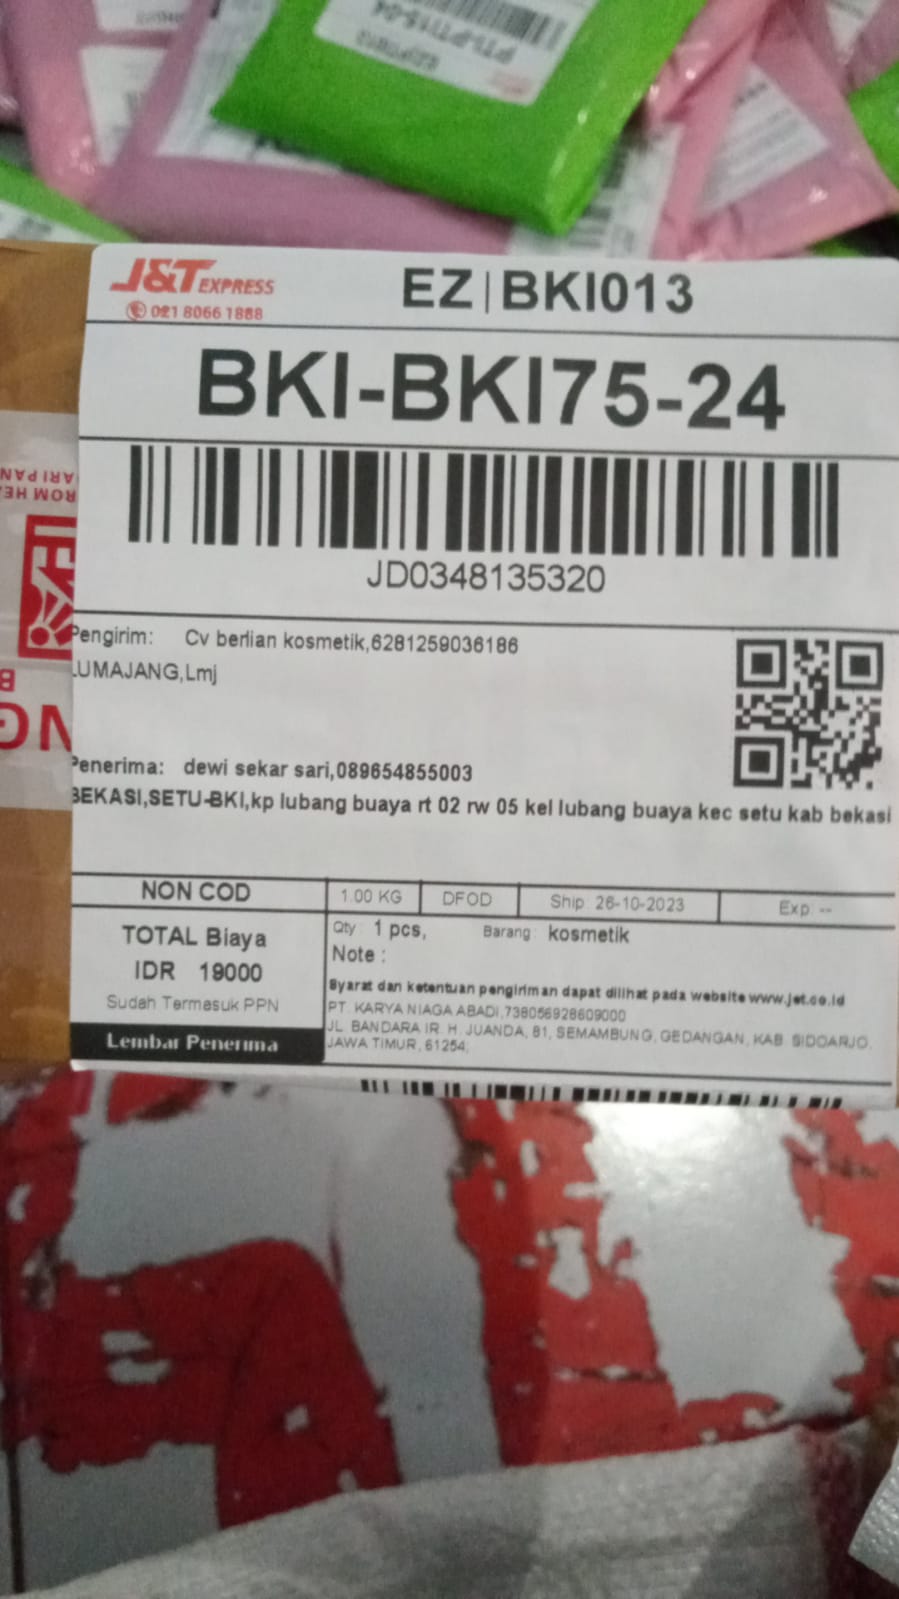 J&T EXPRESS
021 8066 1888
EZ | BKI013
BKI-BKI75-24
JD0348135320
Pengirim: Cv berlian kosmetik,6281259036186
LUMAJANG,Lmj
Penerima: dewi sekar sari,089654855003
BEKASI,SETU-BKI,kp lubang buaya rt 02 rw 05 kel lubang buaya kec setu kab bekasi
NON COD
1.00 KG
DFOD
Ship: 26-10-2023
Exp: --
TOTAL Biaya
IDR 19000
Sudah Termasuk PPN
Lembar Penerima
Qty: 1 pcs, Barang: kosmetik
Note :
Syarat dan ketentuan pengiriman dapat dilihat pada website www.jet.co.id
PT. KARYA NIAGA ABADI,738056928609000
JL. BANDARA IR. H. JUANDA, 81, SEMAMBUNG, GEDANGAN, KAB. SIDOARJO,
JAWA TIMUR, 61254;